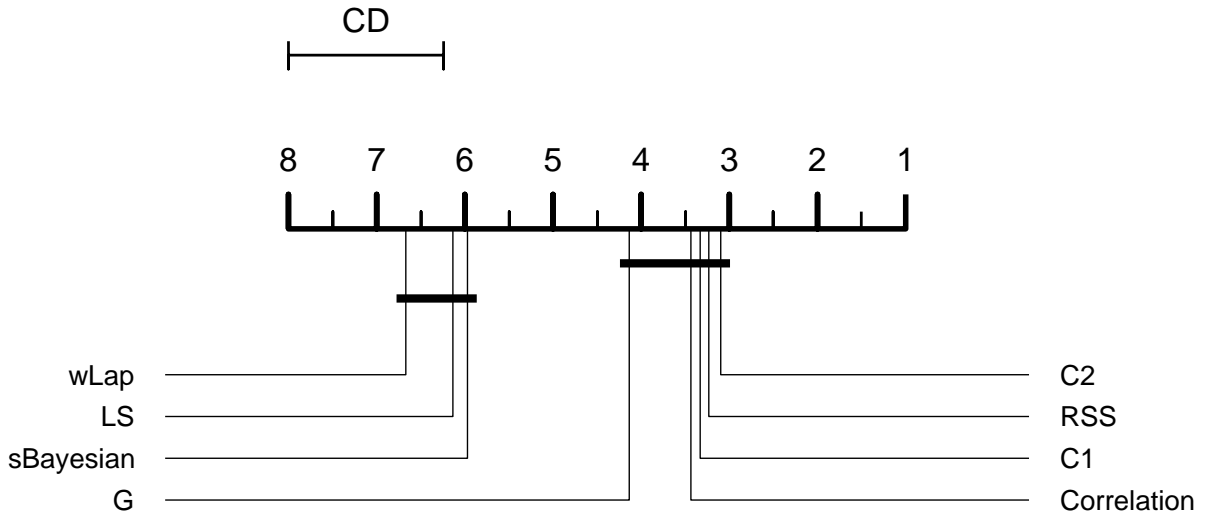 CD
8 7 6 5 4 3 2 1
wLap C2
LS RSS
sBayesian C1
G Correlation